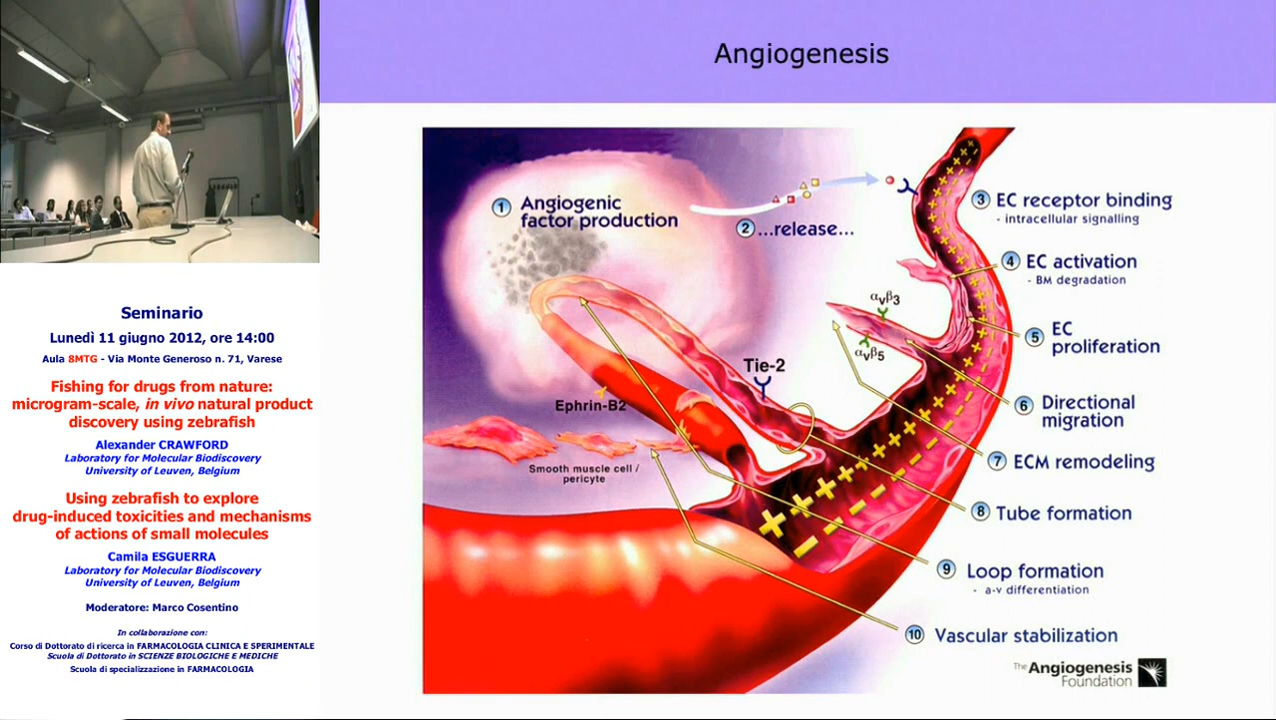 Seminario
Lunedì 11 giugno 2012, ore 14:00
Aula 8MTG - Via Monte Generoso n. 71, Varese
Fishing for drugs from nature:
microgram-scale, in vivo natural product
discovery using zebrafish
Alexander CRAWFORD
Laboratory for Molecular Biodiscovery
University of Leuven, Belgium
Using zebrafish to explore
drug-induced toxicities and mechanisms
of actions of small molecules
Camila ESGUERRA
Laboratory for Molecular Biodiscovery
University of Leuven, Belgium
Moderatore: Marco Cosentino
In collaborazione con:
Corso di Dottorato di ricerca in FARMACOLOGIA CLINICA E SPERIMENTALE
Scuola di Dottorato in SCIENZE BIOLOGICHE E MEDICHE
Scuola di specializzazione in FARMACOLOGIA
Angiogenesis
1 Angiogenic
factor production
2 ...release...
3 EC receptor binding
- intracellular signalling
4 EC activation
- BM degradation
5 EC
proliferation
6 Directional
migration
7 ECM remodeling
8 Tube formation
9 Loop formation
- a-v differentiation
10 Vascular stabilization
αvβ3
αvβ5
Tie-2
Ephrin-B2
Smooth muscle cell /
pericyte
The Angiogenesis
Foundation